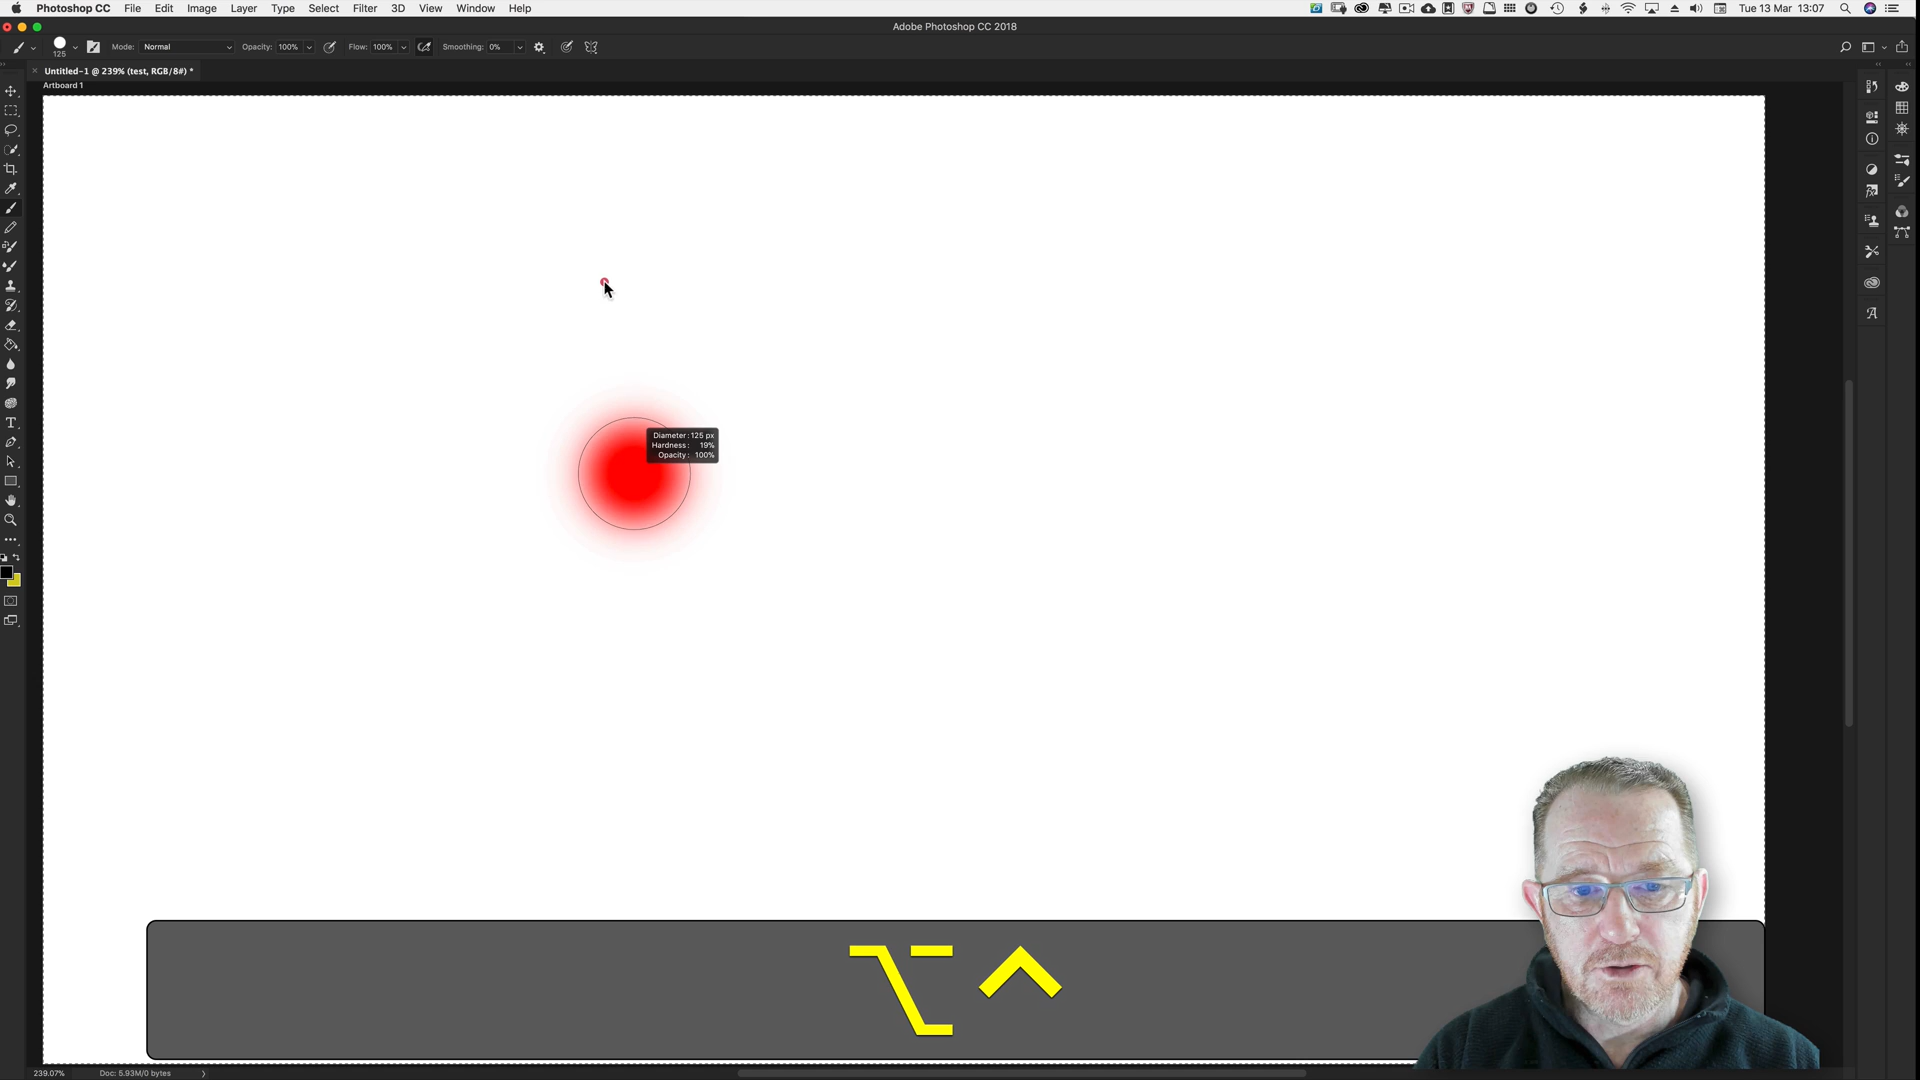 Photoshop CC File Edit Image Layer Type Select Filter 3D View Window Help Tue 13 Mar 13:07
Adobe Photoshop CC 2018
125 Mode: Normal Opacity: 100% Flow: 100% Smoothing: 0%
Untitled-1 @ 239% (test, RGB/8#) *
Artboard 1
Diameter: 125 px
Hardness: 19%
Opacity: 100%
⌥ ^
239.07% Doc: 5.93M/0 bytes